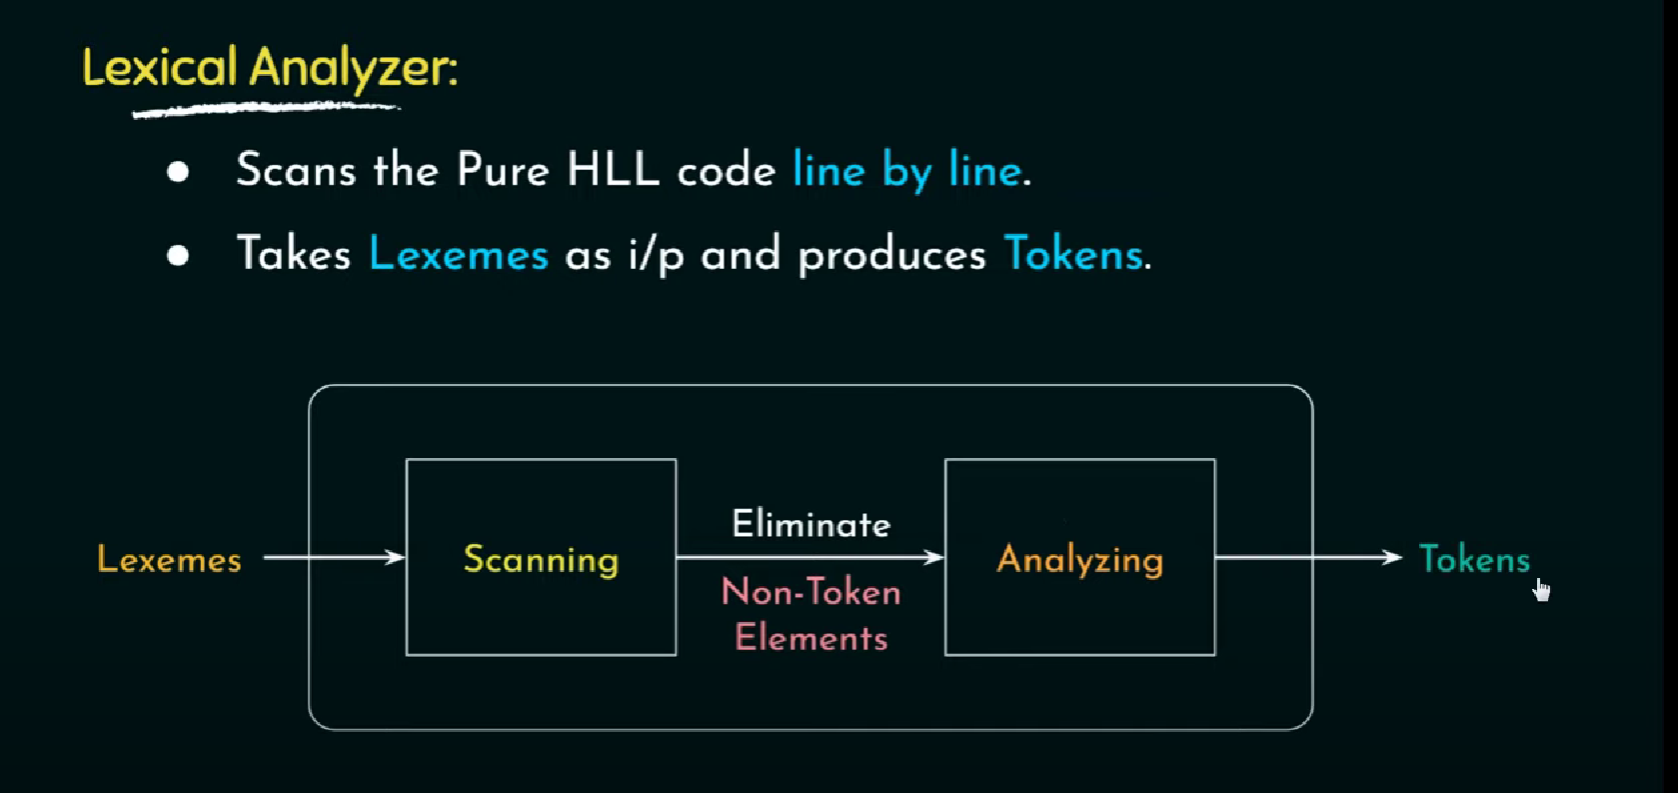 Lexical Analyzer:
● Scans the Pure HLL code line by line.
● Takes Lexemes as i/p and produces Tokens.
Lexemes
Scanning
Eliminate
Non-Token
Elements
Analyzing
Tokens